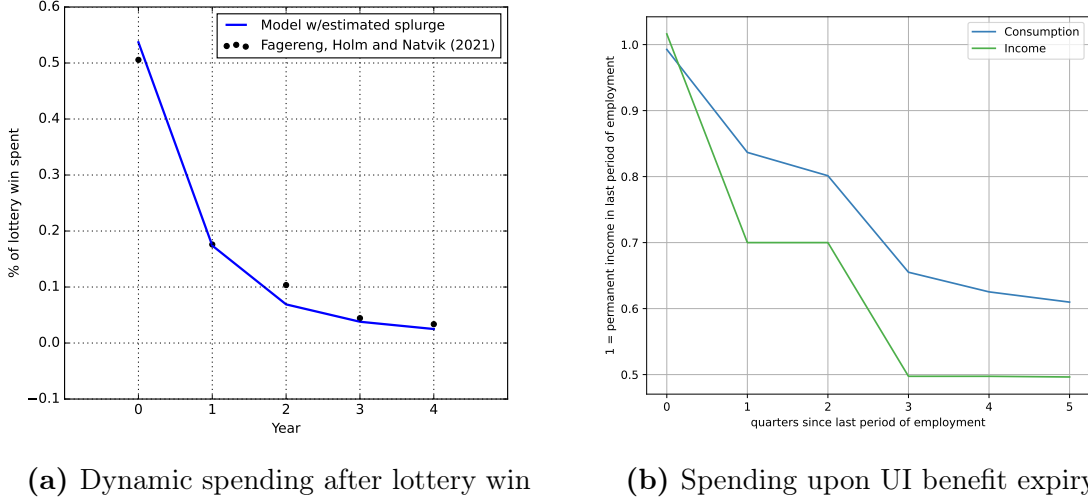 0.6
0.5
0.4
0.3
0.2
0.1
0.0
−0.1
% of lottery win spent
Model w/estimated splurge
Fagereng, Holm and Natvik (2021)
0 1 2 3 4
Year
(a) Dynamic spending after lottery win
1.0
0.9
0.8
0.7
0.6
0.5
1 = permanent income in last period of employment
Consumption
Income
0 1 2 3 4 5
quarters since last period of employment
(b) Spending upon UI benefit expiry